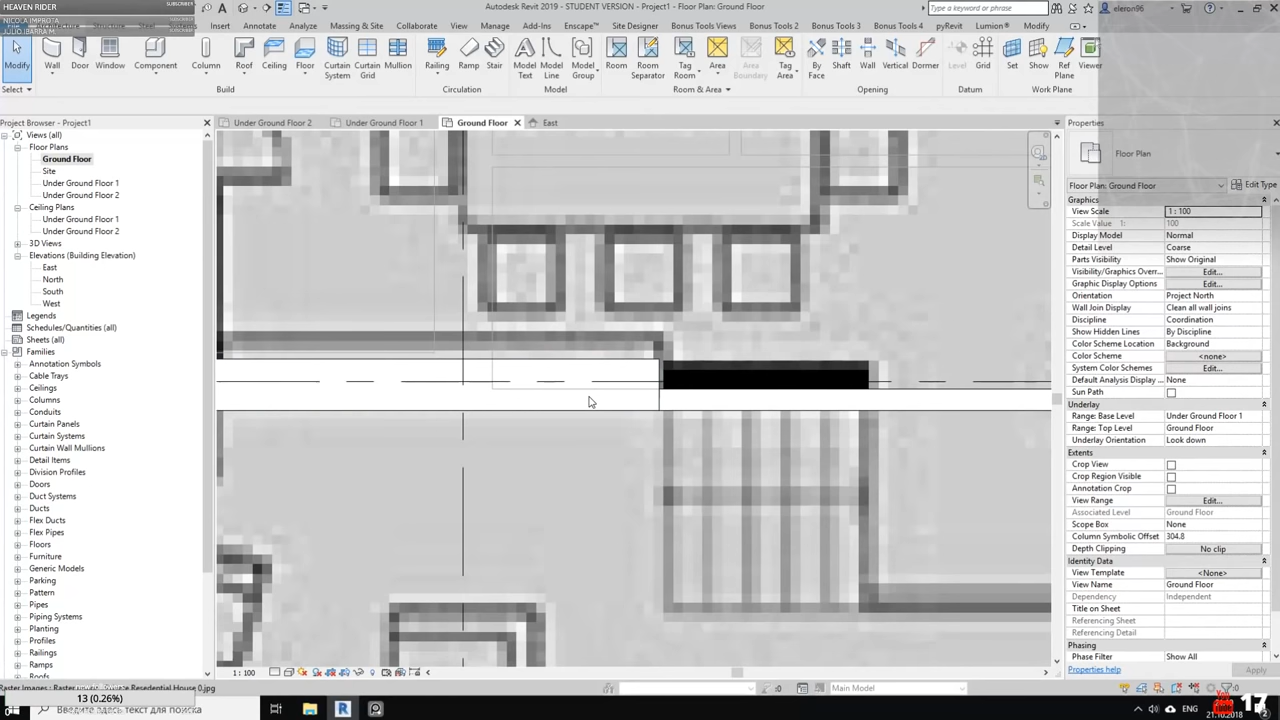 HEAVEN RIDER
SUBSCRIBER
NICOLA IMPROTA
SUBSCRIBER
JULIO IBARRA M.
Autodesk Revit 2019 - STUDENT VERSION - Project1 - Floor Plan: Ground Floor
Type a keyword or phrase
eleron96
Architecture Structure Steel Systems Insert Annotate Analyze Massing & Site Collaborate View Manage Add-Ins Enscape™ Site Designer Bonus Tools View Bonus Tools 2 Bonus Tools 3 Bonus Tools 4 pyRevit Lumion® Modify
Modify Wall Door Window Component Column Roof Ceiling Floor Curtain System Curtain Grid Mullion Railing Ramp Stair Model Text Model Line Model Group Room Room Separator Tag Room Area Area Boundary Tag Area By Face Shaft Wall Vertical Dormer Level Grid Set Show Ref Plane Viewer
Select Build Circulation Model Room & Area Opening Datum Work Plane
Project Browser - Project1
Under Ground Floor 2
Under Ground Floor 1
Ground Floor
East
Properties
Views (all)
Floor Plans
Ground Floor
Site
Under Ground Floor 1
Under Ground Floor 2
Ceiling Plans
Under Ground Floor 1
Under Ground Floor 2
3D Views
Elevations (Building Elevation)
East
North
South
West
Legends
Schedules/Quantities (all)
Sheets (all)
Families
Annotation Symbols
Cable Trays
Ceilings
Columns
Conduits
Curtain Panels
Curtain Systems
Curtain Wall Mullions
Detail Items
Division Profiles
Doors
Duct Systems
Ducts
Flex Ducts
Flex Pipes
Floors
Furniture
Generic Models
Parking
Pattern
Pipes
Piping Systems
Planting
Profiles
Railings
Ramps
Roofs
Floor Plan
Floor Plan: Ground Floor
Edit Type
Graphics
View Scale 1 : 100
Scale Value 1: 100
Display Model Normal
Detail Level Coarse
Parts Visibility Show Original
Visibility/Graphics Overr... Edit...
Graphic Display Options Edit...
Orientation Project North
Wall Join Display Clean all wall joins
Discipline Coordination
Show Hidden Lines By Discipline
Color Scheme Location Background
Color Scheme <none>
System Color Schemes Edit...
Default Analysis Display ... None
Sun Path
Underlay
Range: Base Level Under Ground Floor 1
Range: Top Level Ground Floor
Underlay Orientation Look down
Extents
Crop View
Crop Region Visible
Annotation Crop
View Range Edit...
Associated Level Ground Floor
Scope Box None
Column Symbolic Offset 304.8
Depth Clipping No clip
Identity Data
View Template <None>
View Name Ground Floor
Dependency Independent
Title on Sheet
Referencing Sheet
Referencing Detail
Phasing
Phase Filter Show All
Properties help
Apply
1 : 100
:0
Main Model
:0
13 (0.26%)
Введите здесь текст для поиска
ENG
21.10.2018
You Tube
17